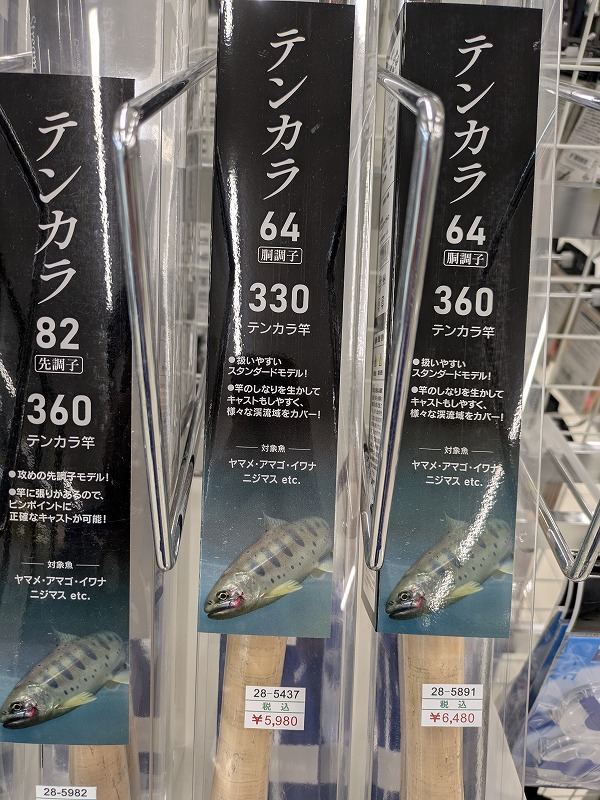 テンカラ
82
先調子
360
テンカラ竿
●攻めの先調子モデル!
●竿に張りがあるので、
ピンポイントに
正確なキャストが可能!
対象魚
ヤマメ・アマゴ・イワナ
ニジマス etc.
28-5982
テンカラ
64
胴調子
330
テンカラ竿
●扱いやすい
スタンダードモデル!
●竿のしなりを生かして
キャストもしやすく、
様々な渓流域をカバー!
対象魚
ヤマメ・アマゴ・イワナ
ニジマス etc.
28-5437
税込
¥5,980
テンカラ
64
胴調子
360
テンカラ竿
●扱いやすい
スタンダードモデル!
●竿のしなりを生かして
キャストもしやすく、
様々な渓流域をカバー!
対象魚
ヤマメ・アマゴ・イワナ
ニジマス etc.
28-5891
税込
¥6,480